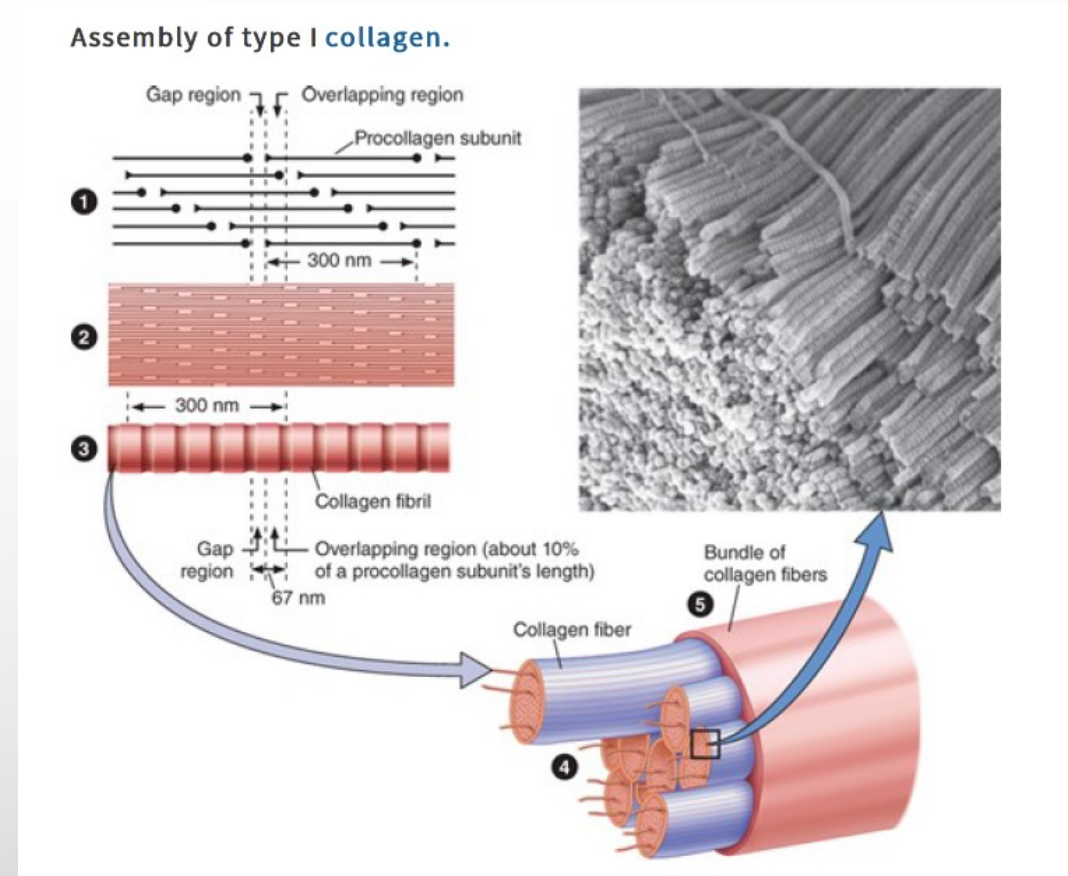 Assembly of type I collagen.
Gap region
Overlapping region
Procollagen subunit
1
300 nm
2
300 nm
3
Collagen fibril
Gap
region
Overlapping region (about 10%
of a procollagen subunit's length)
67 nm
Bundle of
collagen fibers
5
Collagen fiber
4